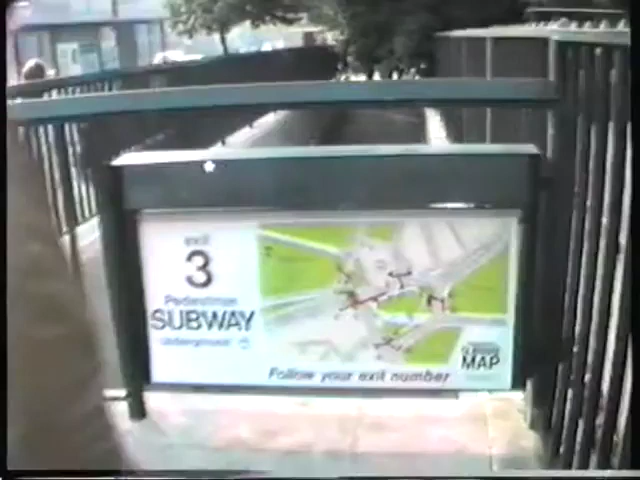 exit
3
Pedestrian
SUBWAY
Underground
MAP
Follow your exit number